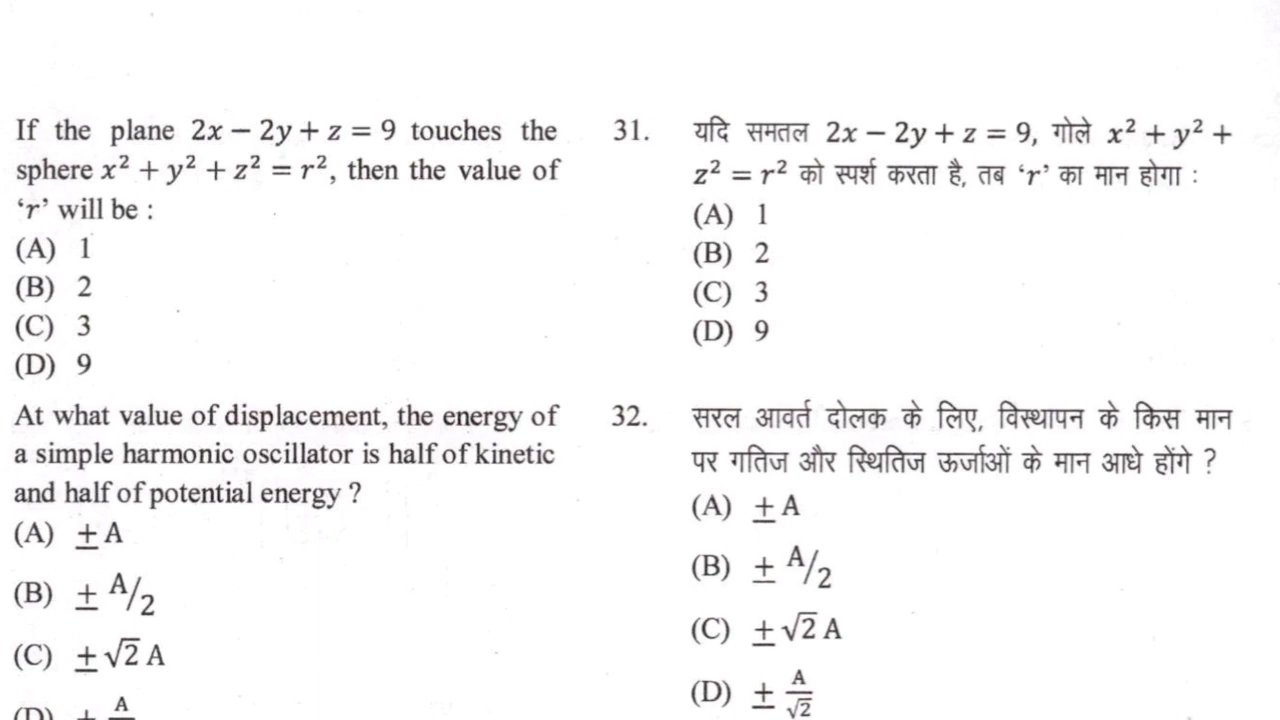 If the plane 2x − 2y + z = 9 touches the
sphere x² + y² + z² = r², then the value of
‘r’ will be :
(A) 1
(B) 2
(C) 3
(D) 9
At what value of displacement, the energy of
a simple harmonic oscillator is half of kinetic
and half of potential energy ?
(A) ± A
(B) ± A/2
(C) ± √2 A
(D) ± A
31. यदि समतल 2x − 2y + z = 9, गोले x² + y² +
z² = r² को स्पर्श करता है, तब ‘r’ का मान होगा :
(A) 1
(B) 2
(C) 3
(D) 9
32. सरल आवर्त दोलक के लिए, विस्थापन के किस मान
पर गतिज और स्थितिज ऊर्जाओं के मान आधे होंगे ?
(A) ± A
(B) ± A/2
(C) ± √2 A
(D) ± A/√2